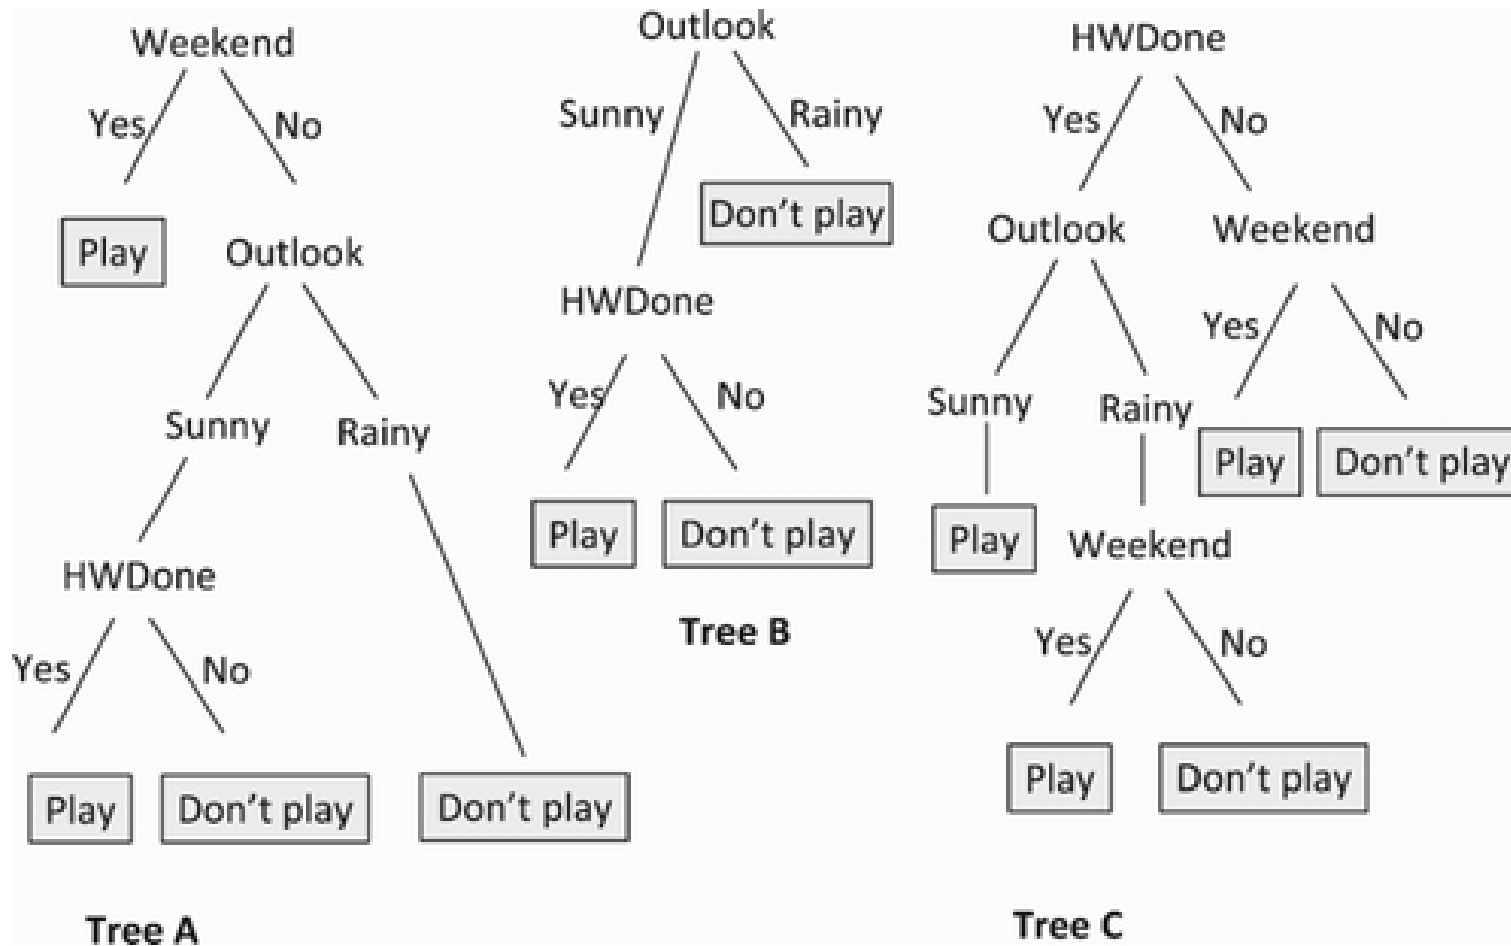 Weekend
Yes No
Play Outlook
Sunny Rainy
HWDone
Yes No
Play Don't play Don't play
Tree A
Outlook
Sunny Rainy
Don't play
HWDone
Yes No
Play Don't play
Tree B
HWDone
Yes No
Outlook Weekend
Yes No
Sunny Rainy
Play Don't play
Play Weekend
Yes No
Play Don't play
Tree C